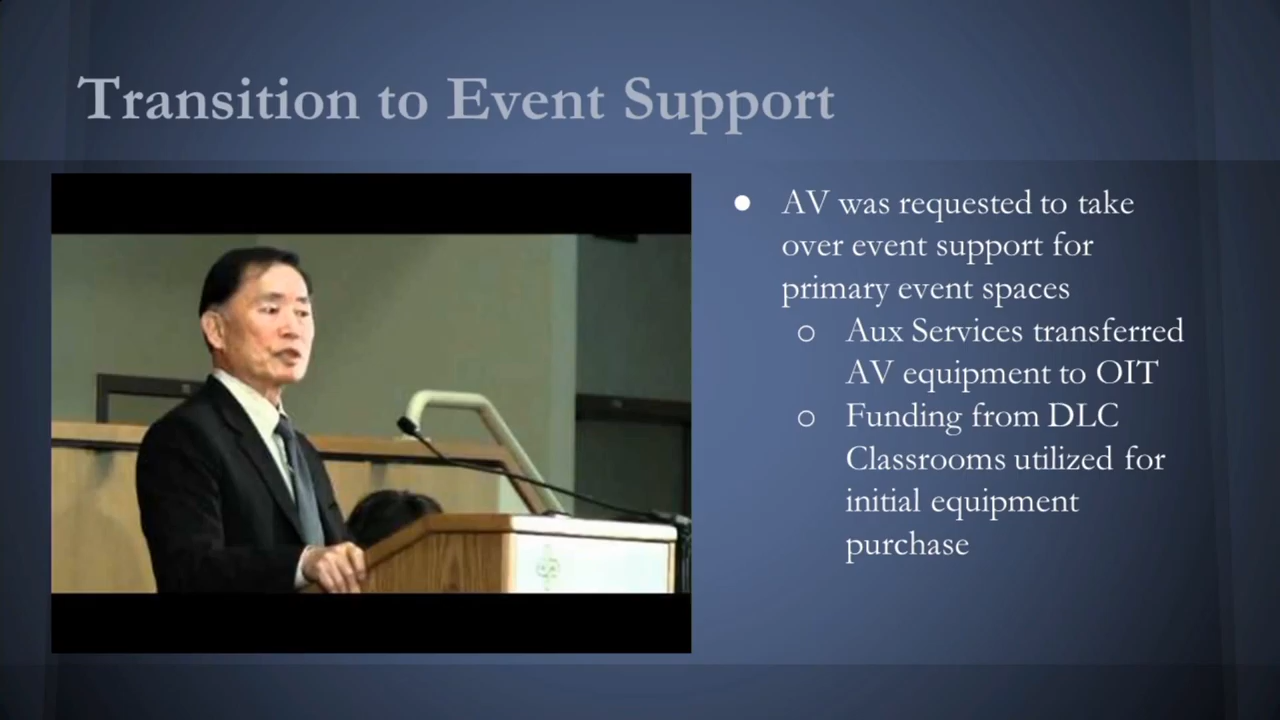 Transition to Event Support
● AV was requested to take
over event support for
primary event spaces
○ Aux Services transferred
AV equipment to OIT
○ Funding from DLC
Classrooms utilized for
initial equipment
purchase